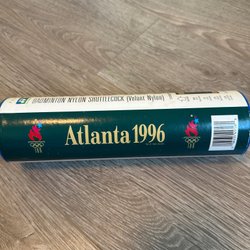 BADMINTON NYLON SHUTTLECOCK (Volant Nylon)
Atlanta 1996